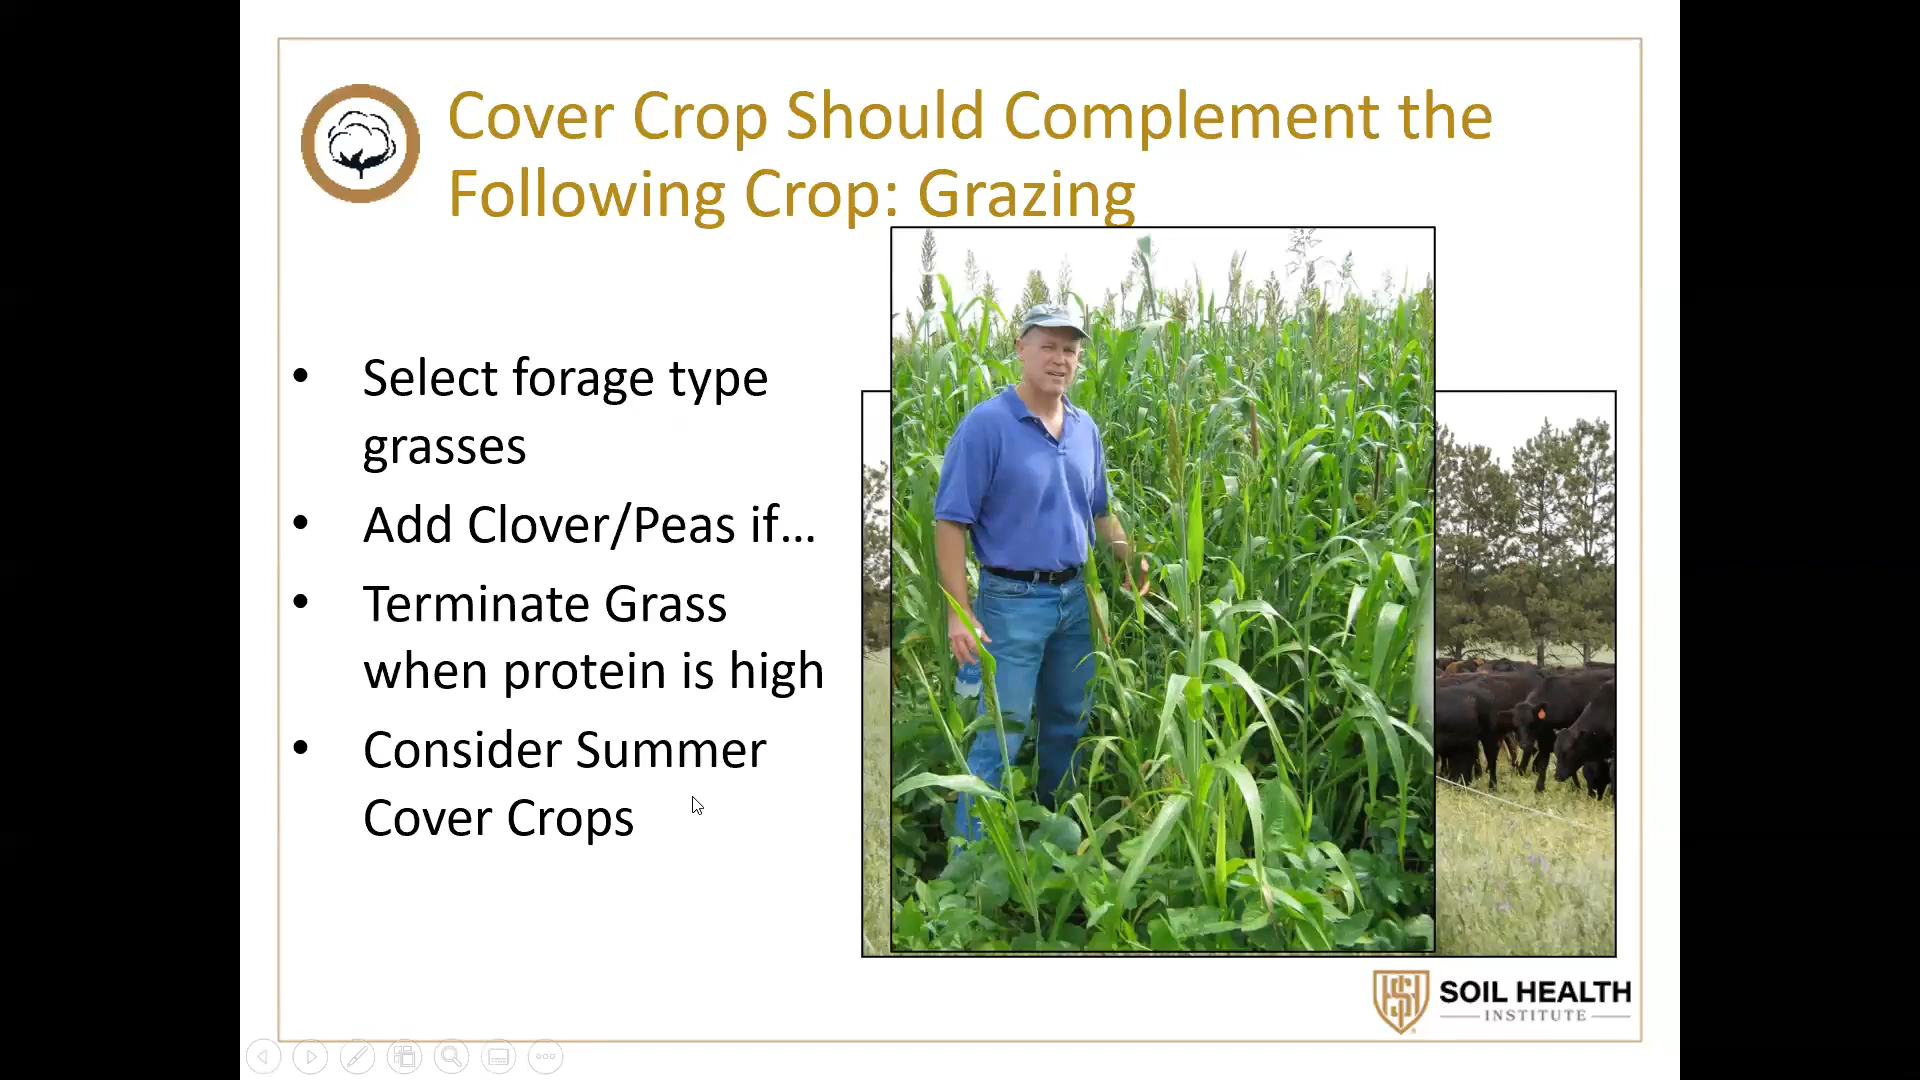 Cover Crop Should Complement the
Following Crop: Grazing
• Select forage type
grasses
• Add Clover/Peas if...
• Terminate Grass
when protein is high
• Consider Summer
Cover Crops
SOIL HEALTH
INSTITUTE